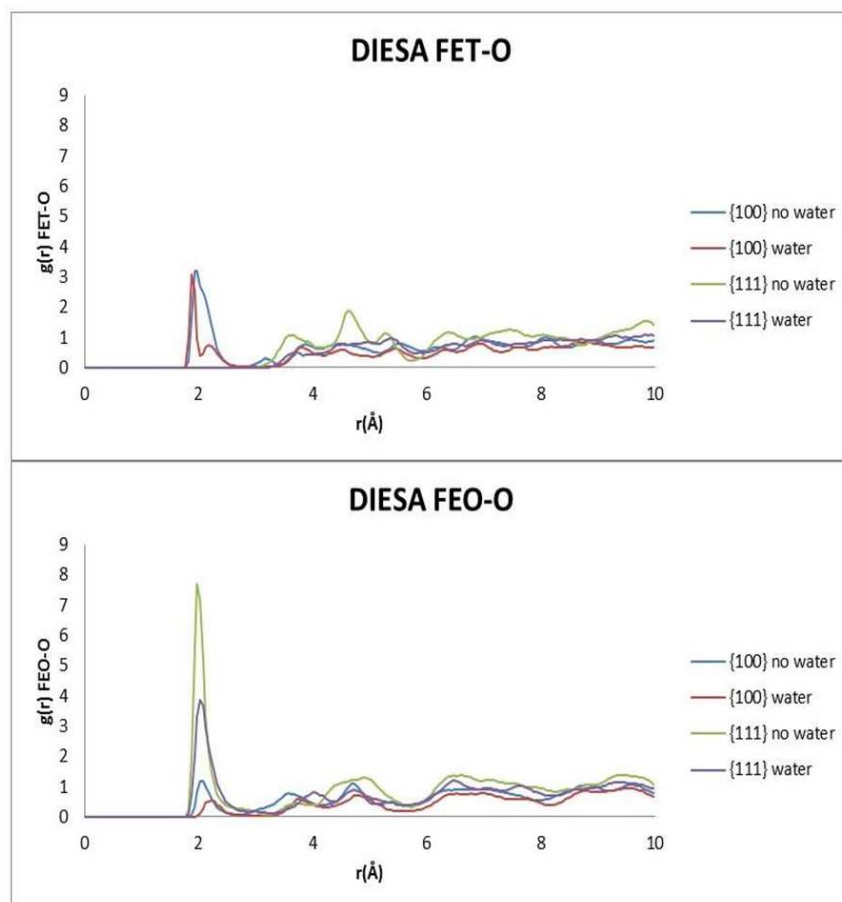 DIESA FET-O
9
8
7
6
5
4
3
2
1
0
g(r) FET-O
0 2 4 6 8 10
r(Å)
{100} no water
{100} water
{111} no water
{111} water
DIESA FEO-O
9
8
7
6
5
4
3
2
1
0
g(r) FEO-O
0 2 4 6 8 10
r(Å)
{100} no water
{100} water
{111} no water
{111} water